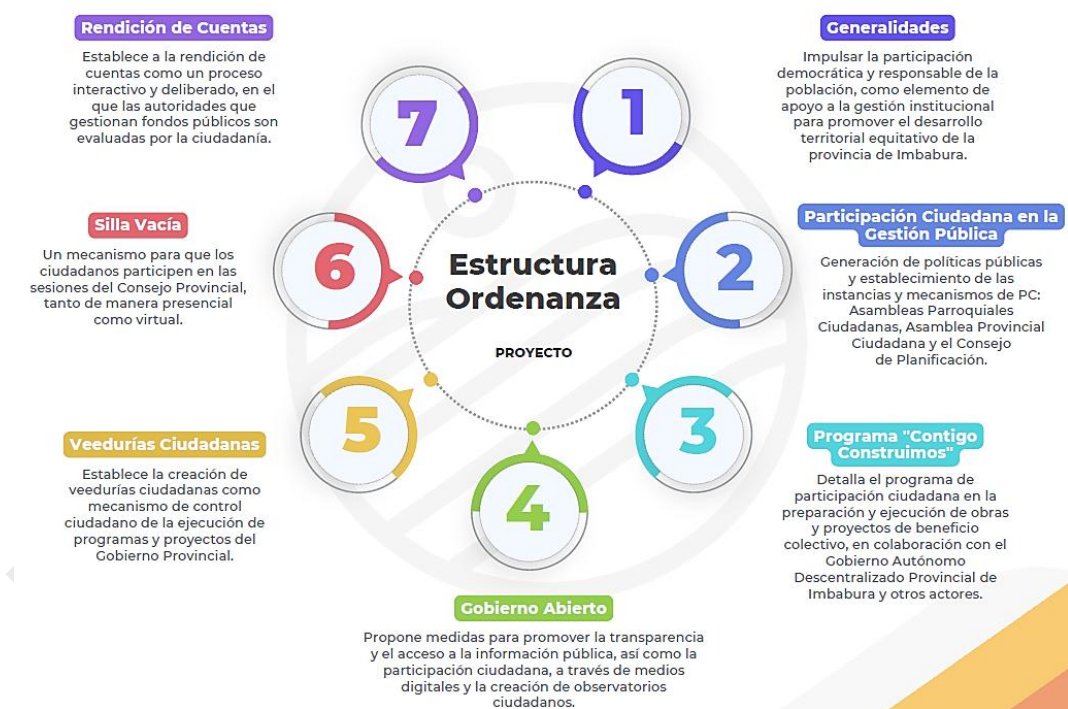 Estructura
Ordenanza
PROYECTO
1
Generalidades
Impulsar la participación
democrática y responsable de la
población, como elemento de
apoyo a la gestión institucional
para promover el desarrollo
territorial equitativo de la
provincia de Imbabura.
2
Participación Ciudadana en la
Gestión Pública
Generación de políticas públicas
y establecimiento de las
instancias y mecanismos de PC:
Asambleas Parroquiales
Ciudadanas, Asamblea Provincial
Ciudadana y el Consejo
de Planificación.
3
Programa "Contigo
Construimos"
Detalla el programa de
participación ciudadana en la
preparación y ejecución de obras
y proyectos de beneficio
colectivo, en colaboración con el
Gobierno Autónomo
Descentralizado Provincial de
Imbabura y otros actores.
4
Gobierno Abierto
Propone medidas para promover la transparencia
y el acceso a la información pública, así como la
participación ciudadana, a través de medios
digitales y la creación de observatorios
ciudadanos.
5
Veedurías Ciudadanas
Establece la creación de
veedurías ciudadanas como
mecanismo de control
ciudadano de la ejecución de
programas y proyectos del
Gobierno Provincial.
6
Silla Vacía
Un mecanismo para que los
ciudadanos participen en las
sesiones del Consejo Provincial,
tanto de manera presencial
como virtual.
7
Rendición de Cuentas
Establece a la rendición de
cuentas como un proceso
interactivo y deliberado, en el
que las autoridades que
gestionan fondos públicos son
evaluadas por la ciudadanía.